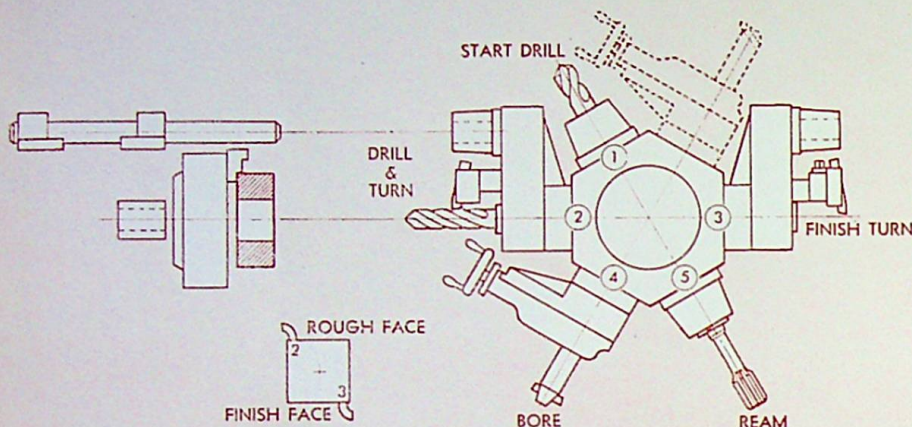 START DRILL
DRILL
&
TURN
1
2
3
FINISH TURN
4
5
ROUGH FACE
2
3
FINISH FACE
BORE
REAM